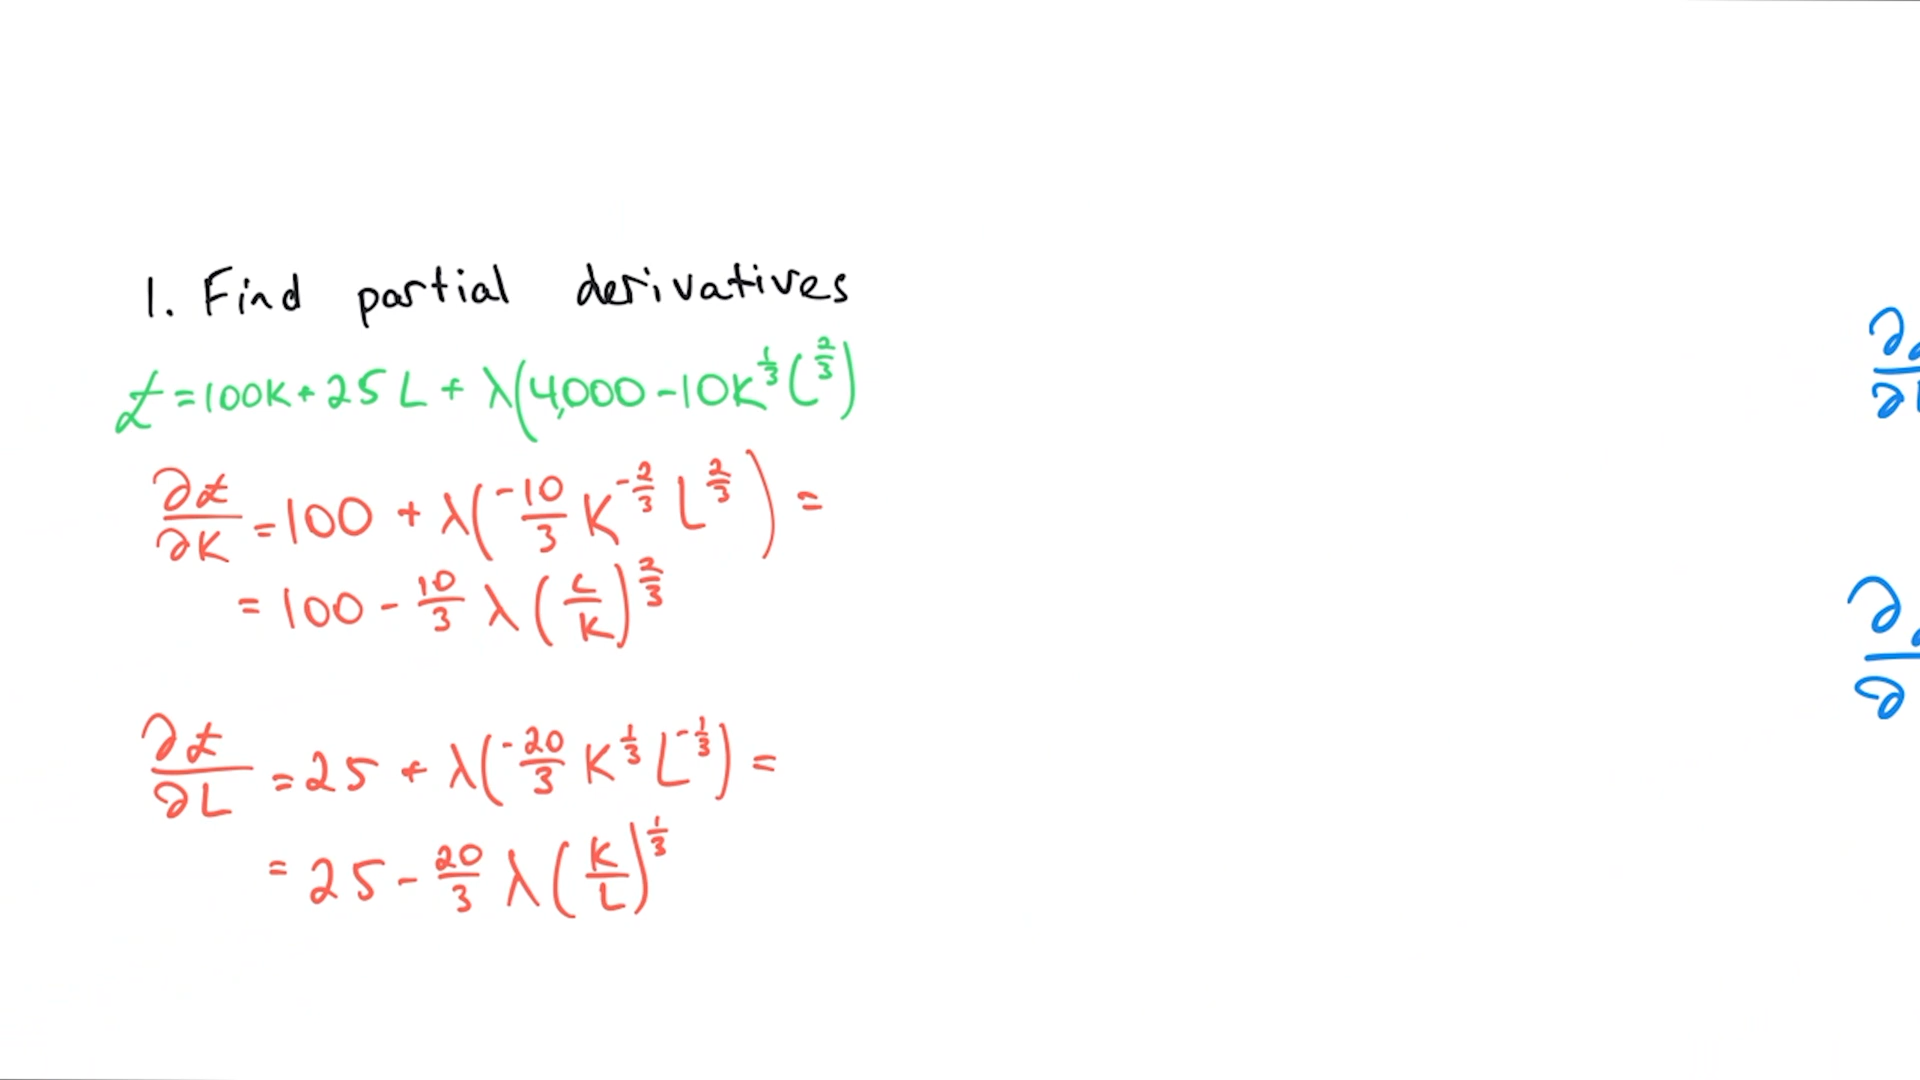 1. Find partial derivatives
ℒ = 100K + 25L + λ(4,000 - 10K^(1/3) L^(2/3))
∂ℒ/∂K = 100 + λ(-10/3 K^(-2/3) L^(2/3)) =
= 100 - 10/3 λ (L/K)^(2/3)
∂ℒ/∂L = 25 + λ(-20/3 K^(1/3) L^(-1/3)) =
= 25 - 20/3 λ (K/L)^(1/3)